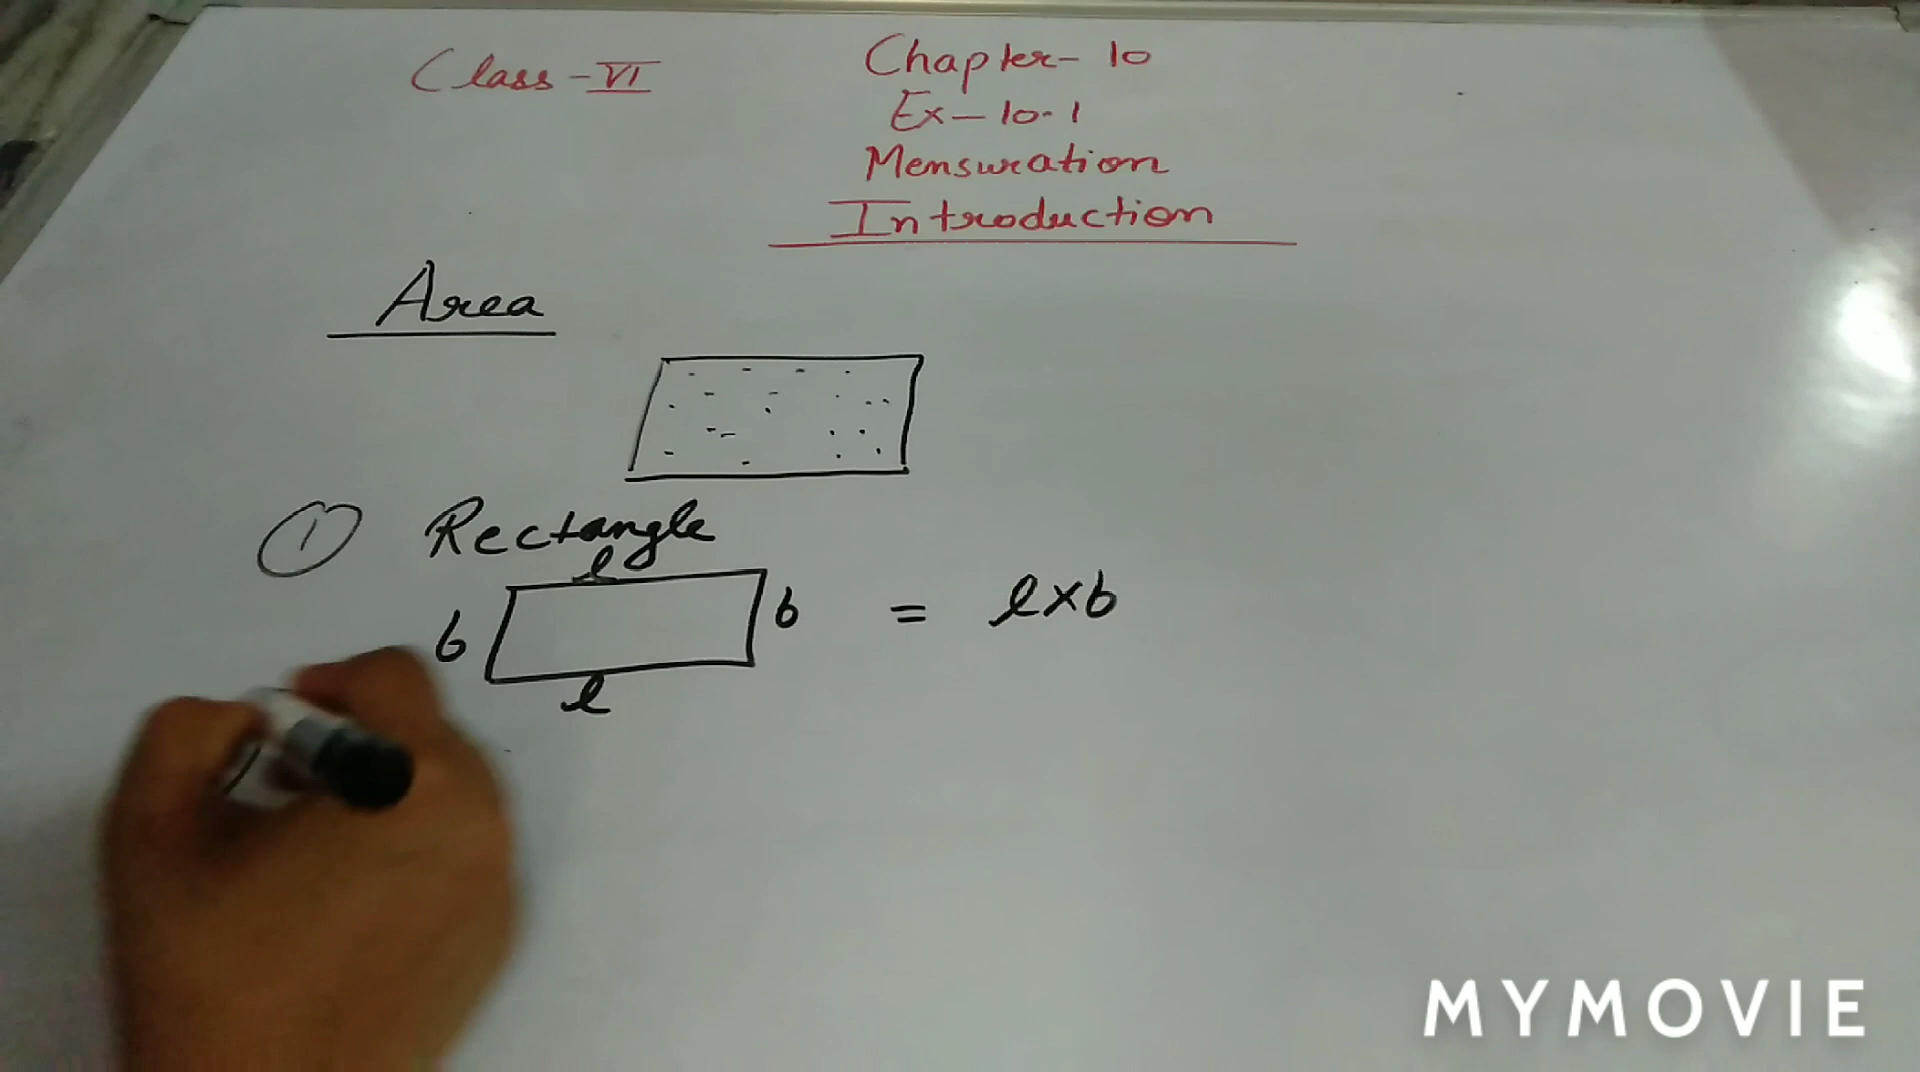 Class-VI
Chapter-10
Ex-10.1
Mensuration
Introduction
Area
① Rectangle
l
b b = l×b
l
MYMOVIE